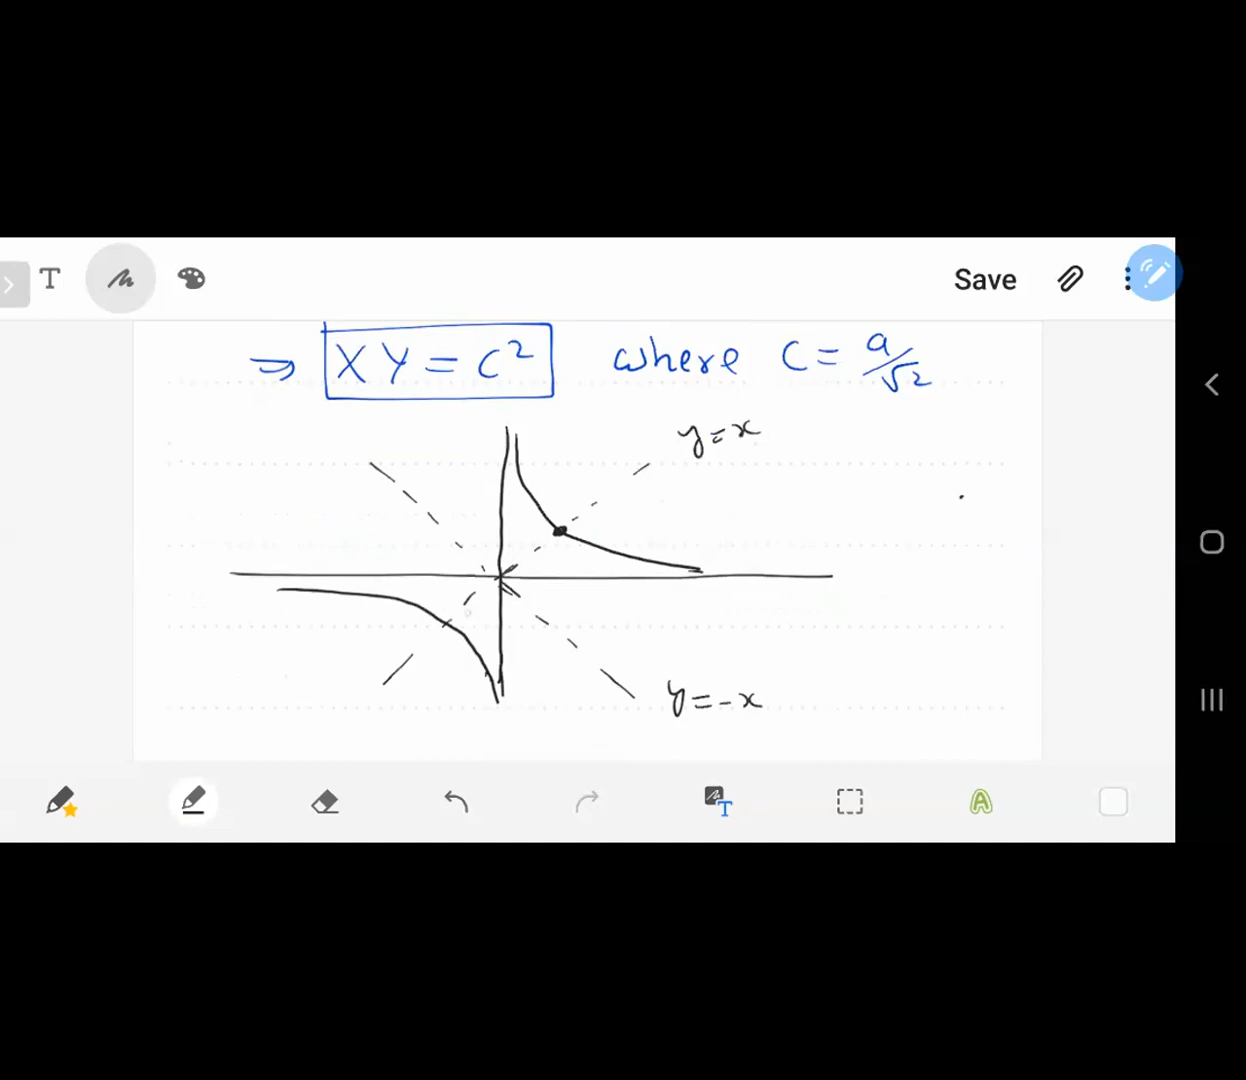 T
Save
⇒ XY = C² where C = a/√2
y = x
y = -x